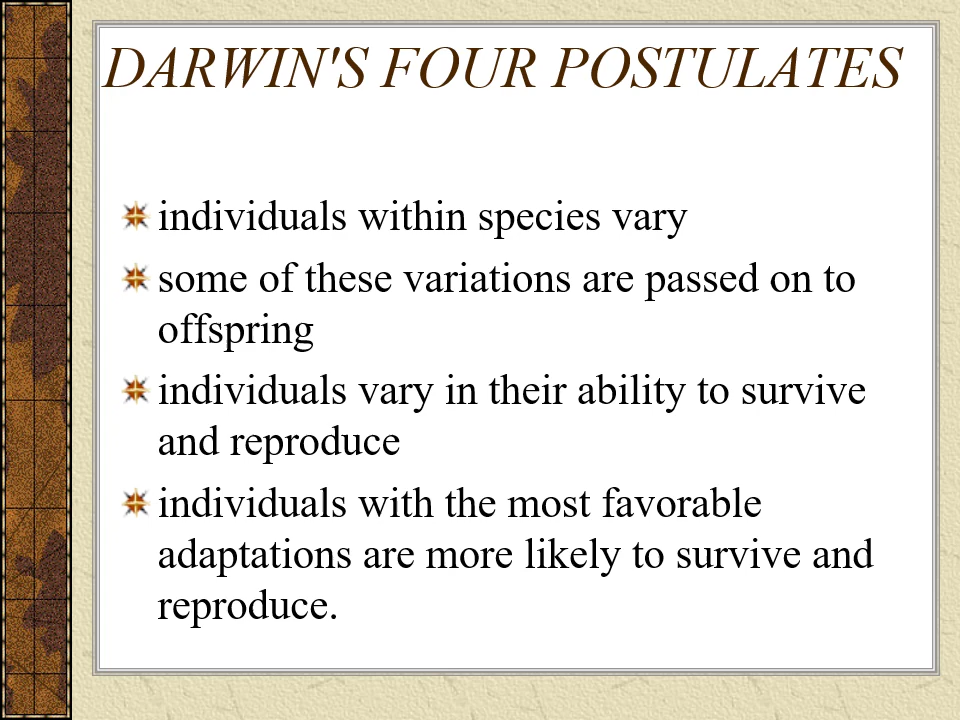 DARWIN'S FOUR POSTULATES
individuals within species vary
some of these variations are passed on to
offspring
individuals vary in their ability to survive
and reproduce
individuals with the most favorable
adaptations are more likely to survive and
reproduce.